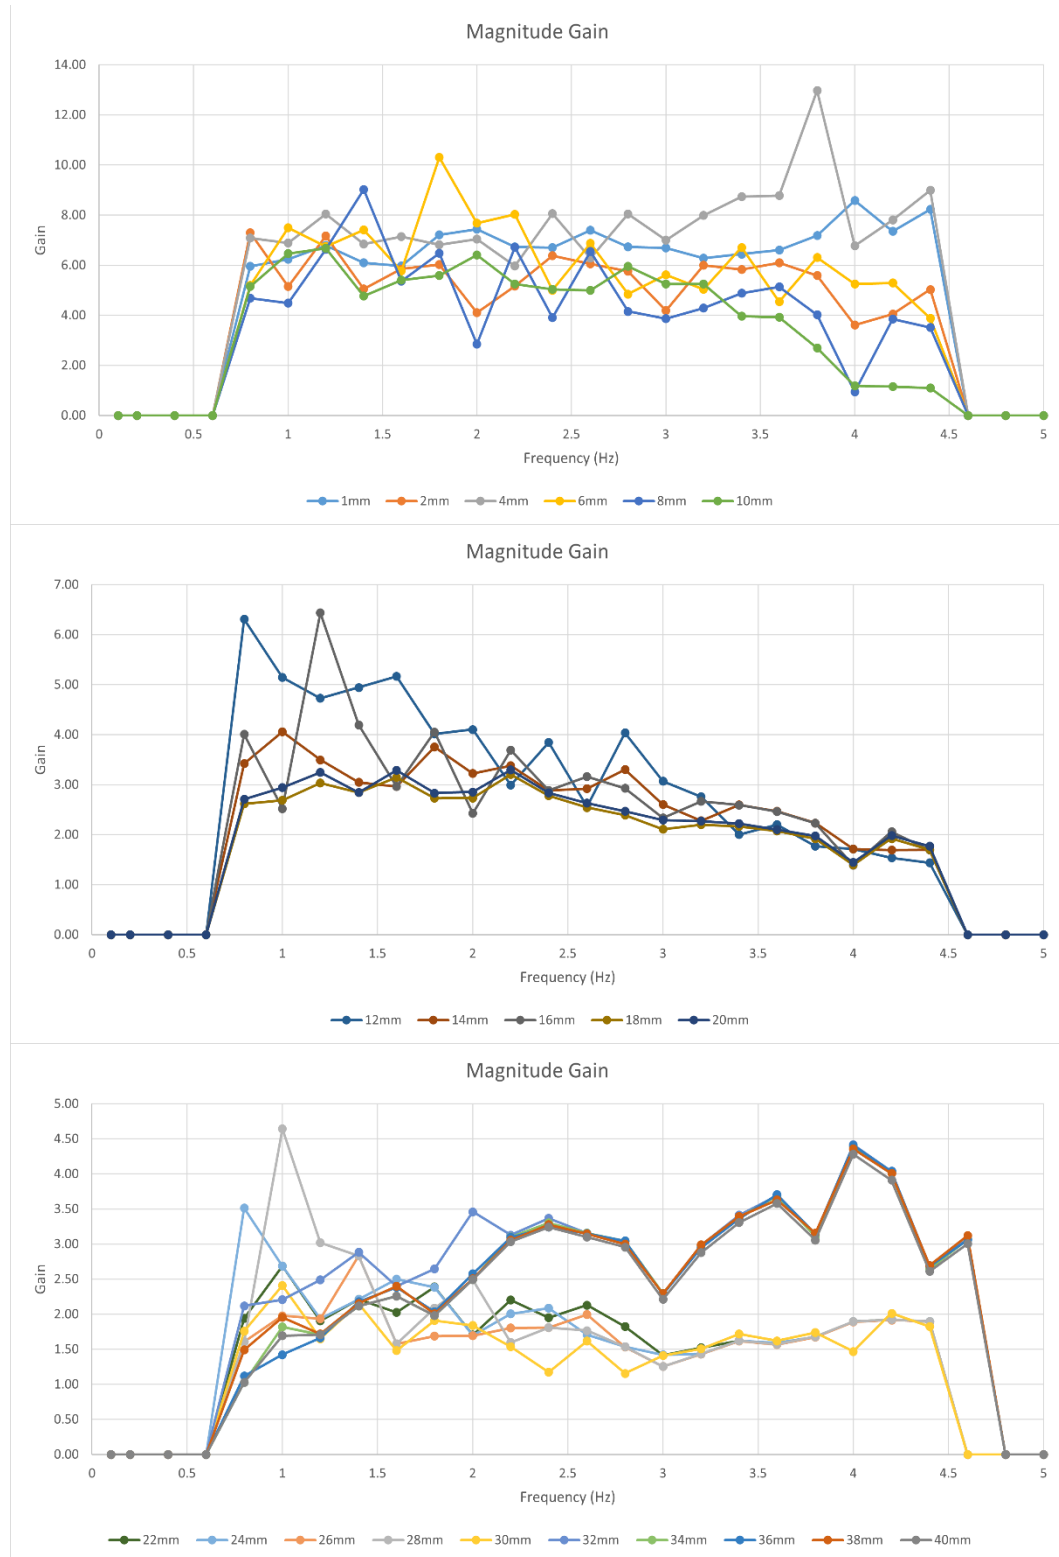 Magnitude Gain
14.00
12.00
10.00
8.00
6.00
4.00
2.00
0.00
Gain
0 0.5 1 1.5 2 2.5 3 3.5 4 4.5 5
Frequency (Hz)
1mm 2mm 4mm 6mm 8mm 10mm
Magnitude Gain
7.00
6.00
5.00
4.00
3.00
2.00
1.00
0.00
Gain
0 0.5 1 1.5 2 2.5 3 3.5 4 4.5 5
Frequency (Hz)
12mm 14mm 16mm 18mm 20mm
Magnitude Gain
5.00
4.50
4.00
3.50
3.00
2.50
2.00
1.50
1.00
0.50
0.00
Gain
0 0.5 1 1.5 2 2.5 3 3.5 4 4.5 5
Frequency (Hz)
22mm 24mm 26mm 28mm 30mm 32mm 34mm 36mm 38mm 40mm